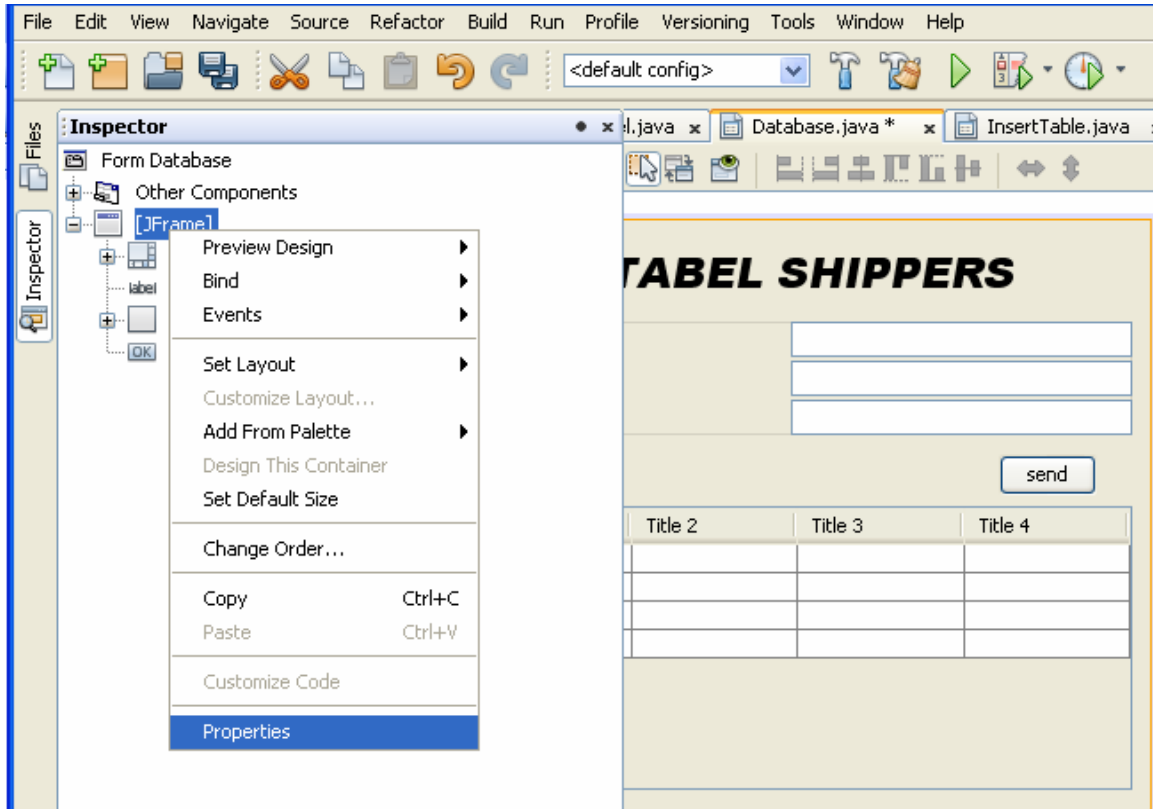 File Edit View Navigate Source Refactor Build Run Profile Versioning Tools Window Help
<default config>
Files
Inspector
Inspector
Form Database
Other Components
[JFrame]
label
OK
Preview Design
Bind
Events
Set Layout
Customize Layout...
Add From Palette
Design This Container
Set Default Size
Change Order...
Copy Ctrl+C
Paste Ctrl+V
Customize Code
Properties
l.java Database.java * InsertTable.java
TABEL SHIPPERS
send
Title 2 Title 3 Title 4